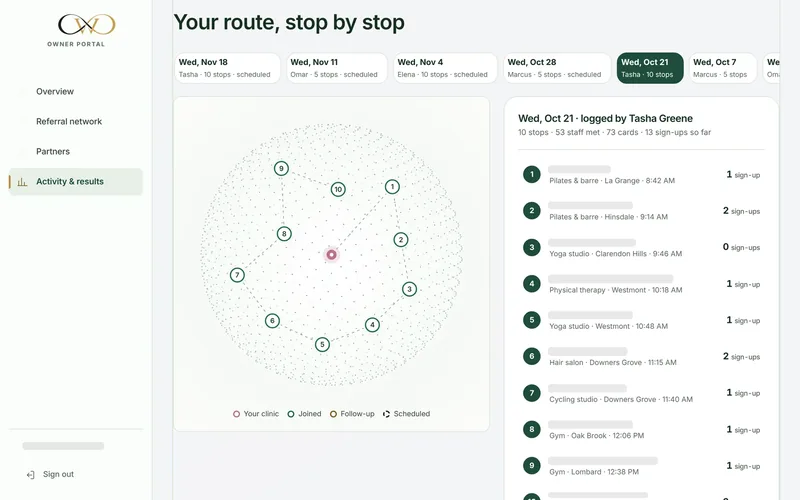 OWNER PORTAL
Overview
Referral network
Partners
Activity & results
Sign out
Your route, stop by stop
Wed, Nov 18
Tasha · 10 stops · scheduled
Wed, Nov 11
Omar · 5 stops · scheduled
Wed, Nov 4
Elena · 10 stops · scheduled
Wed, Oct 28
Marcus · 5 stops · scheduled
Wed, Oct 21
Tasha · 10 stops
Wed, Oct 7
Marcus · 5 stops
9
10
1
8
2
7
3
6
4
5
Your clinic
Joined
Follow-up
Scheduled
Wed, Oct 21 · logged by Tasha Greene
10 stops · 53 staff met · 73 cards · 13 sign-ups so far
1
Pilates & barre · La Grange · 8:42 AM
1 sign-up
2
Pilates & barre · Hinsdale · 9:14 AM
2 sign-ups
3
Yoga studio · Clarendon Hills · 9:46 AM
0 sign-ups
4
Physical therapy · Westmont · 10:18 AM
1 sign-up
5
Yoga studio · Westmont · 10:48 AM
1 sign-up
6
Hair salon · Downers Grove · 11:15 AM
2 sign-ups
7
Cycling studio · Downers Grove · 11:40 AM
1 sign-up
8
Gym · Oak Brook · 12:06 PM
1 sign-up
9
Gym · Lombard · 12:38 PM
1 sign-up